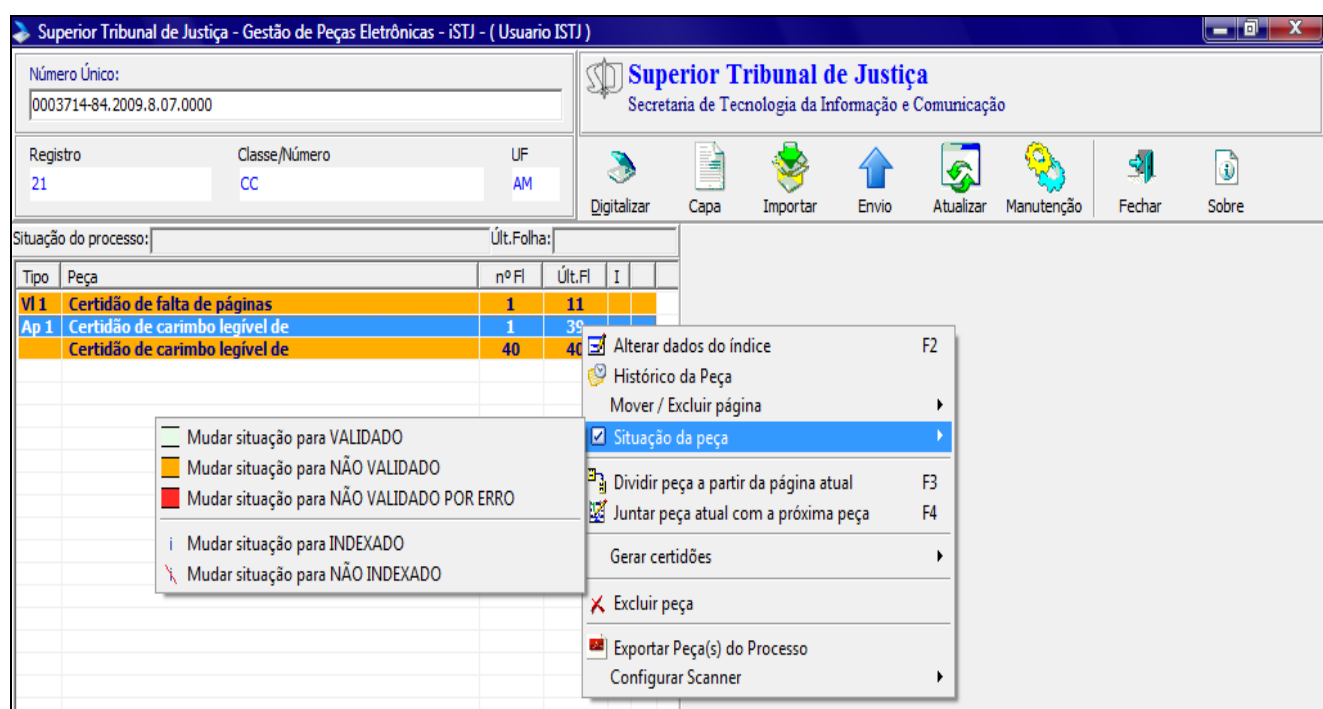 Superior Tribunal de Justiça - Gestão de Peças Eletrônicas - iSTJ - ( Usuario ISTJ )
Número Único:
0003714-84.2009.8.07.0000
Superior Tribunal de Justiça
Secretaria de Tecnologia da Informação e Comunicação
Registro Classe/Número UF
21 CC AM
Digitalizar Capa Importar Envio Atualizar Manutenção Fechar Sobre
Situação do processo: Últ.Folha:
Tipo Peça nº Fl Últ.Fl I
Vl 1 Certidão de falta de páginas 1 11
Ap 1 Certidão de carimbo legível de 1 39
Certidão de carimbo legível de 40 40
Alterar dados do índice F2
Histórico da Peça
Mover / Excluir página
Situação da peça
Dividir peça a partir da página atual F3
Juntar peça atual com a próxima peça F4
Gerar certidões
Excluir peça
Exportar Peça(s) do Processo
Configurar Scanner
Mudar situação para VALIDADO
Mudar situação para NÃO VALIDADO
Mudar situação para NÃO VALIDADO POR ERRO
i Mudar situação para INDEXADO
Mudar situação para NÃO INDEXADO